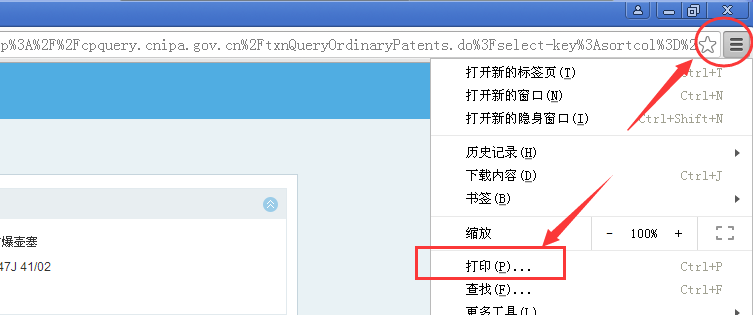 p%3A%2F%2Fcpquery.cnipa.gov.cn%2FtxnQueryOrdinaryPatents.do%3Fselect-key%3Asortcol%3D%2
打开新的标签页(T) Ctrl+T
打开新的窗口(N) Ctrl+N
打开新的隐身窗口(I) Ctrl+Shift+N
历史记录(H)
下载内容(D) Ctrl+J
书签(B)
爆壶塞
缩放 - 100% +
47J 41/02
打印(P)... Ctrl+P
查找(F)... Ctrl+F
更多工具(L)